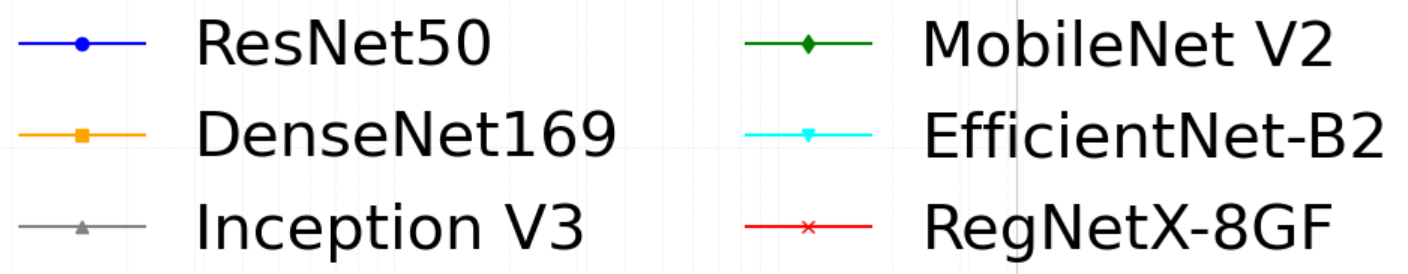 ResNet50
DenseNet169
Inception V3
MobileNet V2
EfficientNet-B2
RegNetX-8GF